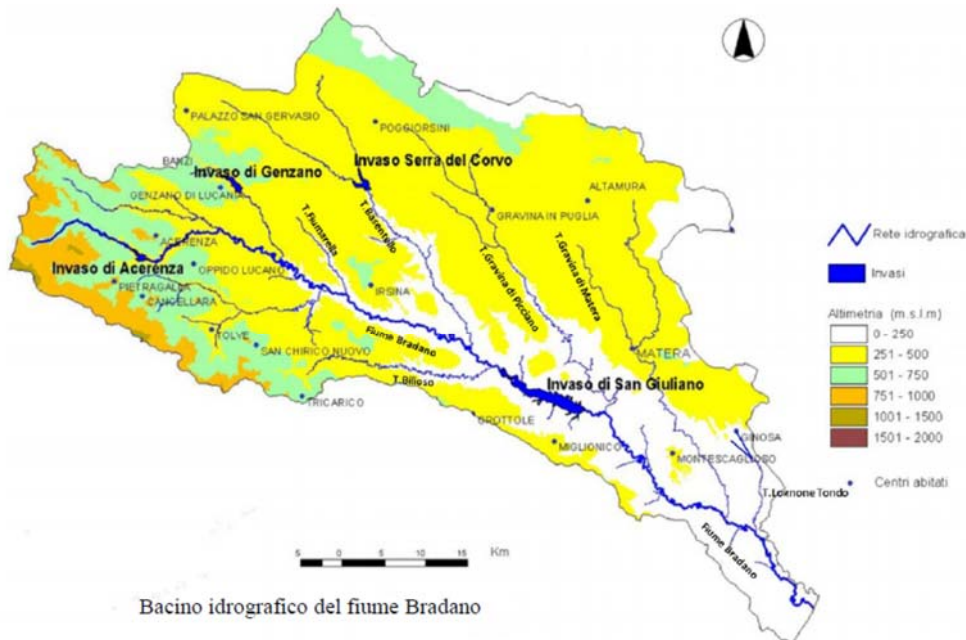 PALAZZO SAN GERVASIO
POGGIORSINI
BANZI
Invaso di Genzano
Invaso Serra del Corvo
GENZANO DI LUCANIA
ALTAMURA
GRAVINA IN PUGLIA
T.Fiumarella
T.Basentello
ACERENZA
Invaso di Acerenza
OPPIDO LUCANO
PIETRAGALLA
CANCELLARA
IRSINA
T.Gravina di Picciano
T.Gravina di Matera
TOLVE
SAN CHIRICO NUOVO
Fiume Bradano
MATERA
T.Bilioso
Invaso di San Giuliano
TRICARICO
GROTTOLE
MIGLIONICO
GINOSA
MONTESCAGLIOSO
T.Lomnone Tondo
Fiume Bradano
Rete idrografica
Invasi
Altimetria (m.s.l.m)
0 - 250
251 - 500
501 - 750
751 - 1000
1001 - 1500
1501 - 2000
Centri abitati
5 0 5 10 15 Km
Bacino idrografico del fiume Bradano